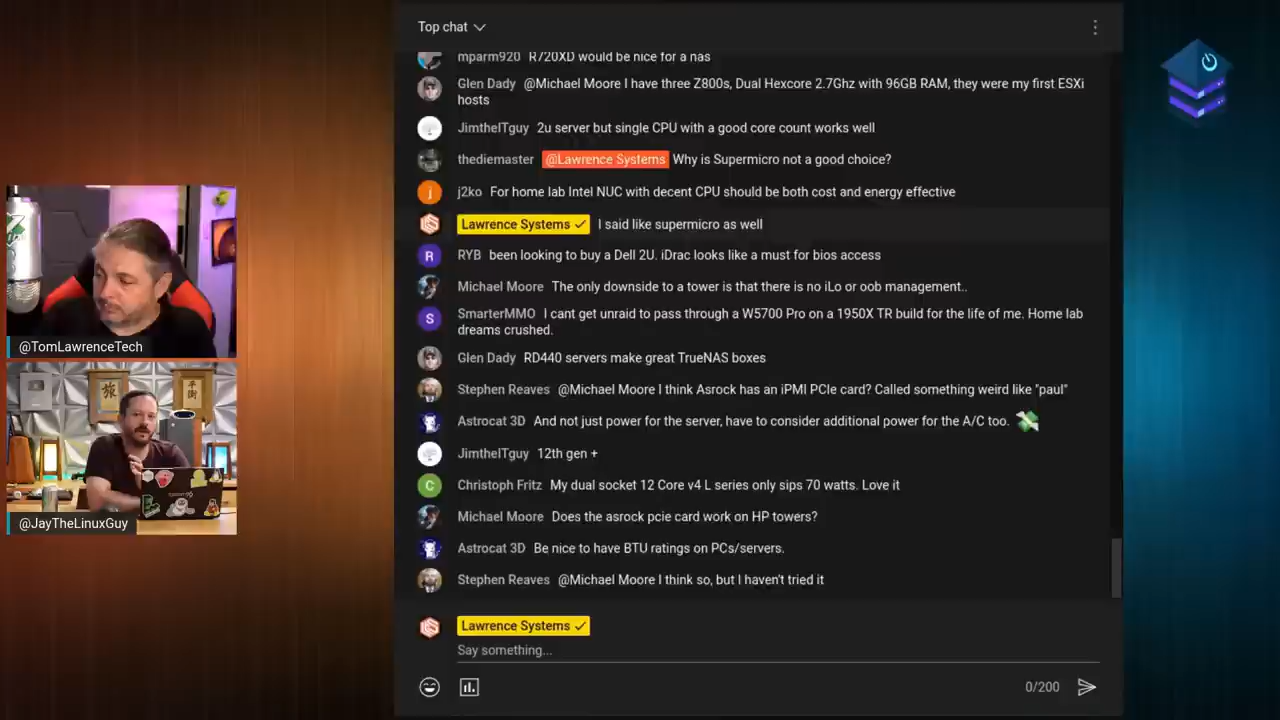 Top chat
mparm920 R720XD would be nice for a nas
Glen Dady @Michael Moore I have three Z800s, Dual Hexcore 2.7Ghz with 96GB RAM, they were my first ESXi
hosts
JimtheITguy 2u server but single CPU with a good core count works well
thediemaster @Lawrence Systems Why is Supermicro not a good choice?
j j2ko For home lab Intel NUC with decent CPU should be both cost and energy effective
Lawrence Systems ✓ I said like supermicro as well
R RYB been looking to buy a Dell 2U. iDrac looks like a must for bios access
Michael Moore The only downside to a tower is that there is no iLo or oob management..
S SmarterMMO I cant get unraid to pass through a W5700 Pro on a 1950X TR build for the life of me. Home lab
dreams crushed.
Glen Dady RD440 servers make great TrueNAS boxes
Stephen Reaves @Michael Moore I think Asrock has an iPMI PCIe card? Called something weird like "paul"
Astrocat 3D And not just power for the server, have to consider additional power for the A/C too. 💸
JimtheITguy 12th gen +
C Christoph Fritz My dual socket 12 Core v4 L series only sips 70 watts. Love it
Michael Moore Does the asrock pcie card work on HP towers?
Astrocat 3D Be nice to have BTU ratings on PCs/servers.
Stephen Reaves @Michael Moore I think so, but I haven't tried it
Lawrence Systems ✓
Say something...
0/200
@TomLawrenceTech
旅
平
衡
@JayTheLinuxGuy